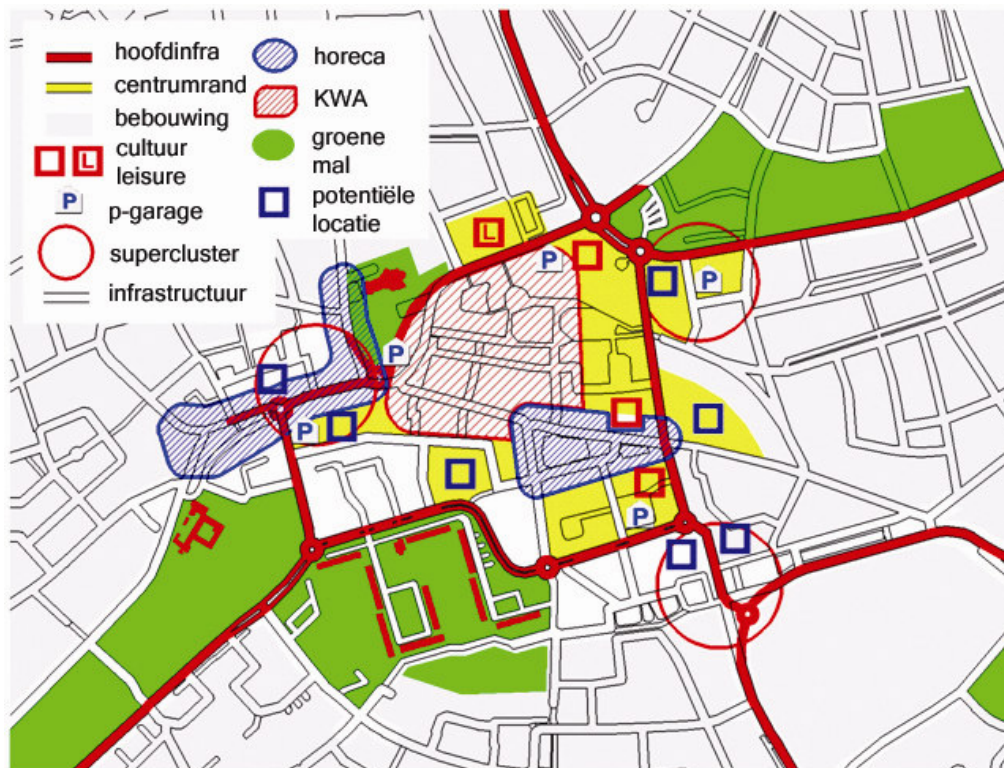 hoofdinfra
centrumrand
bebouwing
cultuur
L
leisure
P
p-garage
supercluster
infrastructuur
horeca
KWA
groene
mal
potentiële
locatie
L
P
P
P
P
P